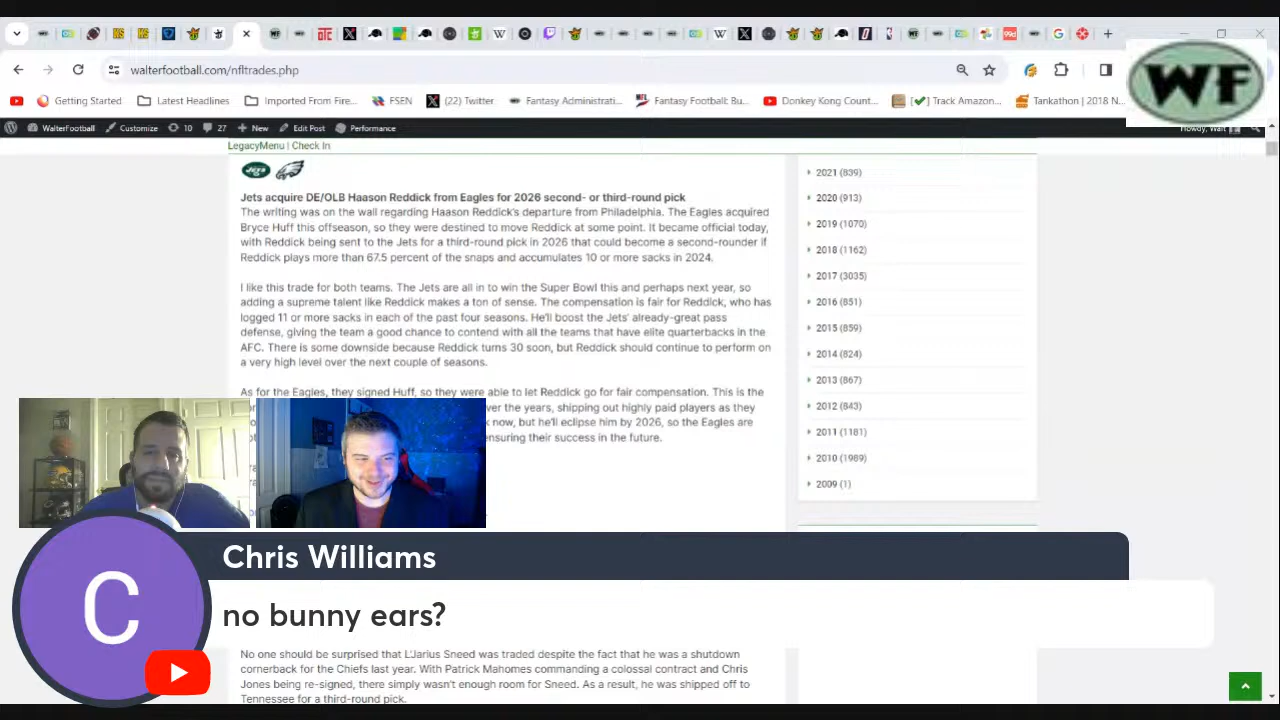 walterfootball.com/nfltrades.php
Getting Started
Latest Headlines
Imported From Fire...
FSEN
(22) Twitter
Fantasy Administrati...
Fantasy Football: Bu...
Donkey Kong Count...
Track Amazon...
Tankathon | 2018 N...
WF
WalterFootball
Customize
10
27
New
Edit Post
Performance
Howdy, Walt
LegacyMenu | Check In
JETS
Jets acquire DE/OLB Haason Reddick from Eagles for 2026 second- or third-round pick
The writing was on the wall regarding Haason Reddick's departure from Philadelphia. The Eagles acquired
Bryce Huff this offseason, so they were destined to move Reddick at some point. It became official today,
with Reddick being sent to the Jets for a third-round pick in 2026 that could become a second-rounder if
Reddick plays more than 67.5 percent of the snaps and accumulates 10 or more sacks in 2024.
I like this trade for both teams. The Jets are all in to win the Super Bowl this and perhaps next year, so
adding a supreme talent like Reddick makes a ton of sense. The compensation is fair for Reddick, who has
logged 11 or more sacks in each of the past four seasons. He'll boost the Jets' already-great pass
defense, giving the team a good chance to contend with all the teams that have elite quarterbacks in the
AFC. There is some downside because Reddick turns 30 soon, but Reddick should continue to perform on
a very high level over the next couple of seasons.
As for the Eagles, they signed Huff, so they were able to let Reddick go for fair compensation. This is the
over the years, shipping out highly paid players as they
now, but he'll eclipse him by 2026, so the Eagles are
ensuring their success in the future.
2021 (839)
2020 (913)
2019 (1070)
2018 (1162)
2017 (3035)
2016 (851)
2015 (859)
2014 (824)
2013 (867)
2012 (843)
2011 (1181)
2010 (1989)
2009 (1)
C
Chris Williams
no bunny ears?
No one should be surprised that L'Jarius Sneed was traded despite the fact that he was a shutdown
cornerback for the Chiefs last year. With Patrick Mahomes commanding a colossal contract and Chris
Jones being re-signed, there simply wasn't enough room for Sneed. As a result, he was shipped off to
Tennessee for a third-round pick.